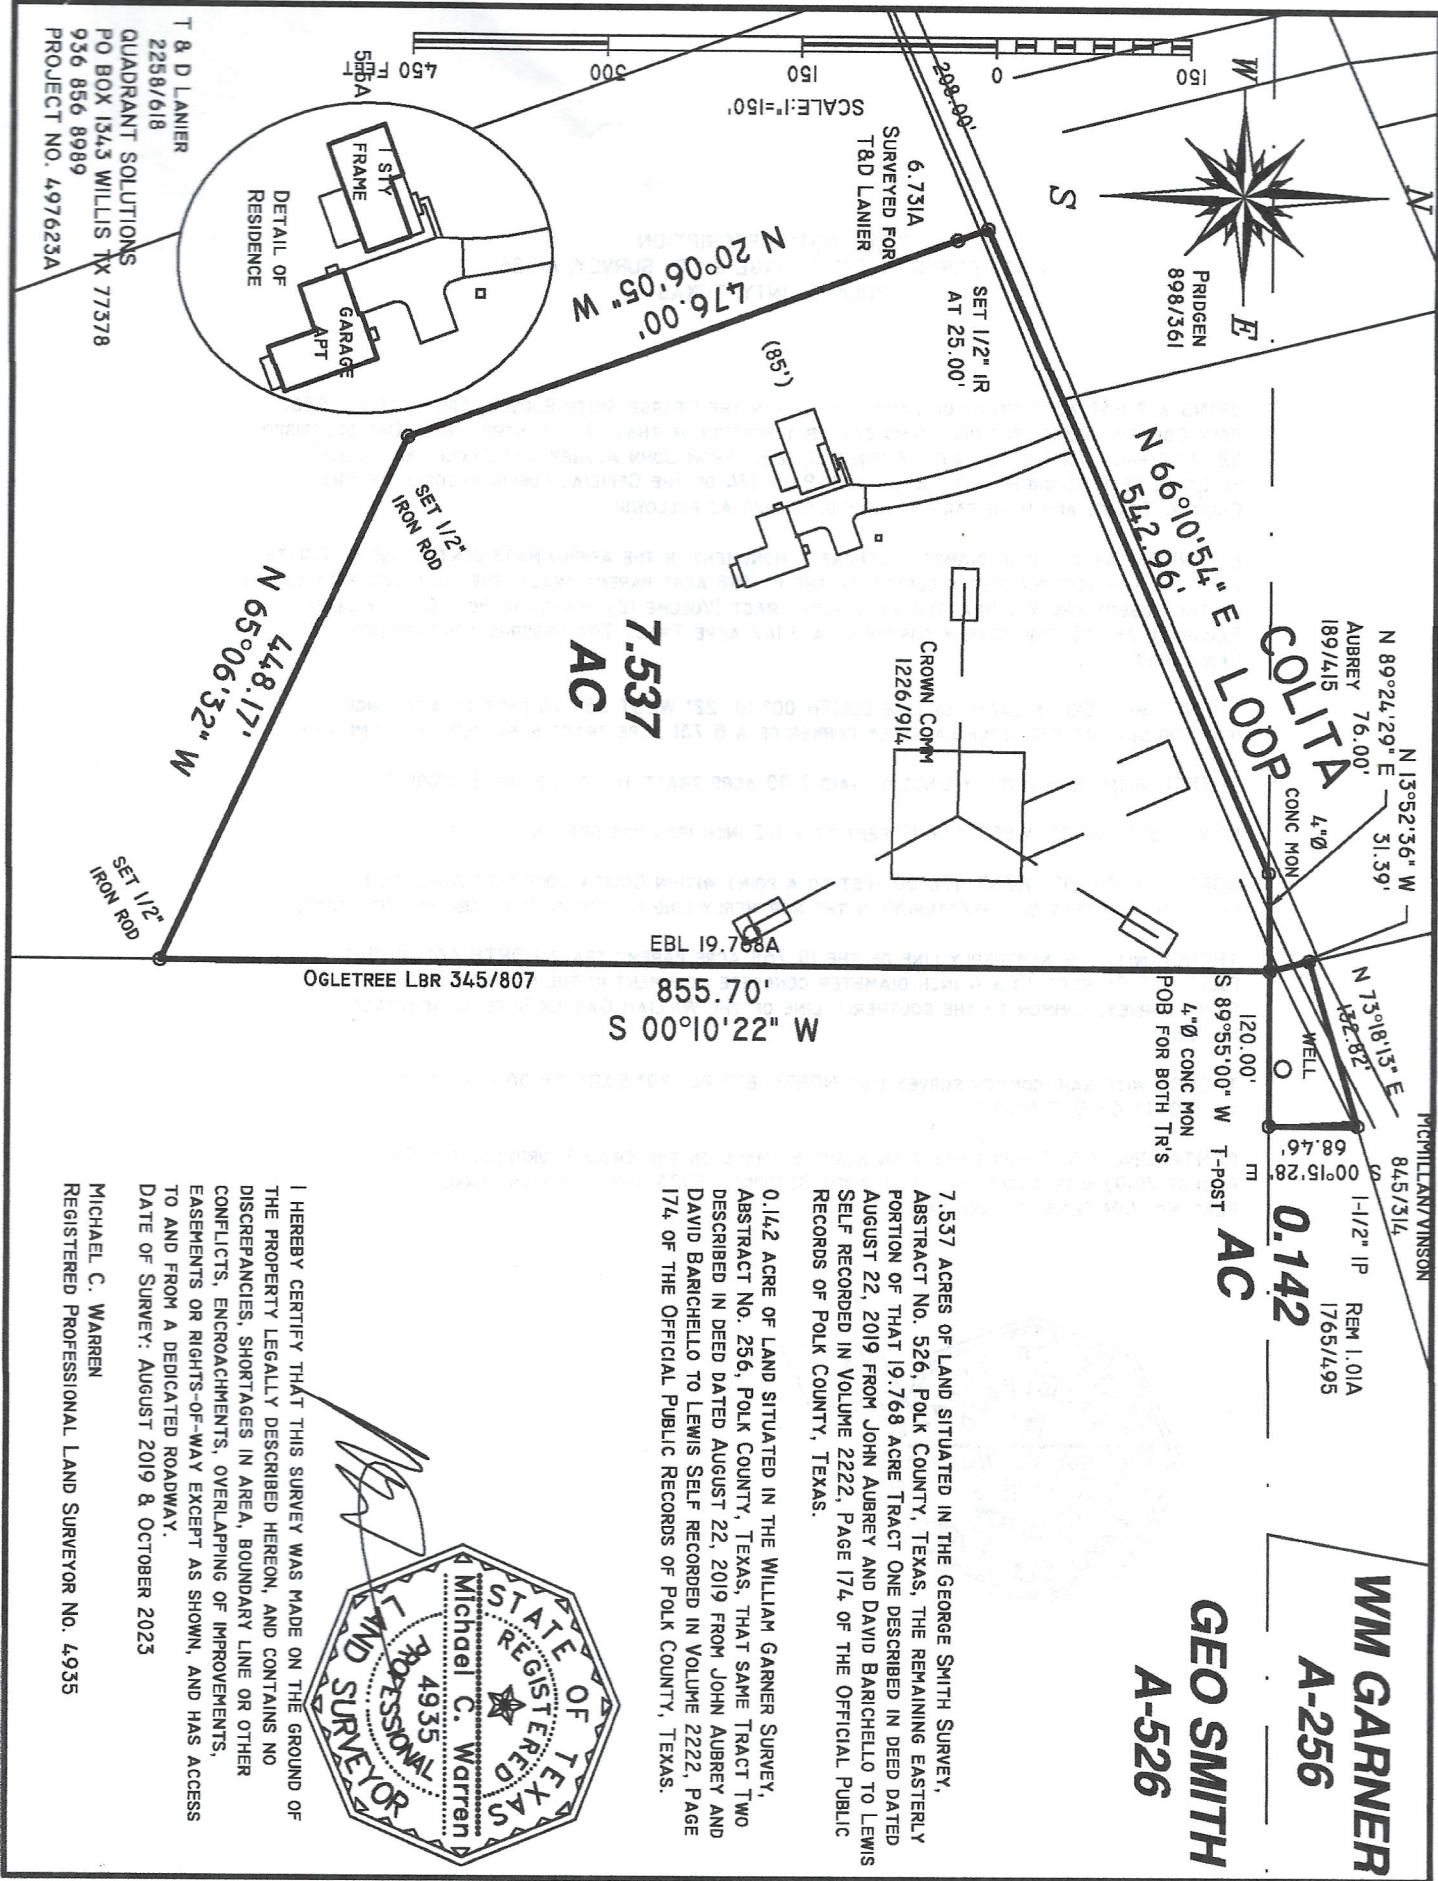 WM GARNER
A-256
GEO SMITH
A-526
MCMILLAN/VINSON
845/314
REM 1.01A
1765/495
1-1/2" IP
0.142
AC
S 00°15'28" E
68.46'
N 73°18'13" E
132.82'
WELL
N 13°52'36" W
31.39'
N 89°24'29" E
76.00'
AUBREY
189/415
4"Ø
CONC MON
S 89°55'00" W T-POST
120.00'
4"Ø CONC MON
POB FOR BOTH TR'S
COLITA LOOP
N 66°10'54" E
542.96'
N
W
E
S
PRIDGEN
898/361
150
0
150
300
450 FEET
SCALE:1"=150'
208.00'
6.731A
SURVEYED FOR
T&D LANIER
SET 1/2" IR
AT 25.00'
N 20°06'05" W
476.00'
(85')
CROWN COMM
1226/914
7.537
AC
SET 1/2"
IRON ROD
448.17'
N 65°06'32" W
SET 1/2"
IRON ROD
EBL 19.768A
OGLETREE LBR 345/807
855.70'
S 00°10'22" W
1 STY
FRAME
GARAGE
APT
DETAIL OF
RESIDENCE
T & D LANIER
2258/618
QUADRANT SOLUTIONS
PO BOX 1343 WILLIS TX 77378
936 856 8989
PROJECT NO. 497623A
7.537 ACRES OF LAND SITUATED IN THE GEORGE SMITH SURVEY,
ABSTRACT NO. 526, POLK COUNTY, TEXAS, THE REMAINING EASTERLY
PORTION OF THAT 19.768 ACRE TRACT ONE DESCRIBED IN DEED DATED
AUGUST 22, 2019 FROM JOHN AUBREY AND DAVID BARICHELLO TO LEWIS
SELF RECORDED IN VOLUME 2222, PAGE 174 OF THE OFFICIAL PUBLIC
RECORDS OF POLK COUNTY, TEXAS.
0.142 ACRE OF LAND SITUATED IN THE WILLIAM GARNER SURVEY,
ABSTRACT NO. 256, POLK COUNTY, TEXAS, THAT SAME TRACT TWO
DESCRIBED IN DEED DATED AUGUST 22, 2019 FROM JOHN AUBREY AND
DAVID BARICHELLO TO LEWIS SELF RECORDED IN VOLUME 2222, PAGE
174 OF THE OFFICIAL PUBLIC RECORDS OF POLK COUNTY, TEXAS.
I HEREBY CERTIFY THAT THIS SURVEY WAS MADE ON THE GROUND OF
THE PROPERTY LEGALLY DESCRIBED HEREON, AND CONTAINS NO
DISCREPANCIES, SHORTAGES IN AREA, BOUNDARY LINE OR OTHER
CONFLICTS, ENCROACHMENTS, OVERLAPPING OF IMPROVEMENTS,
EASEMENTS OR RIGHTS-OF-WAY EXCEPT AS SHOWN, AND HAS ACCESS
TO AND FROM A DEDICATED ROADWAY.
DATE OF SURVEY: AUGUST 2019 & OCTOBER 2023
MICHAEL C. WARREN
REGISTERED PROFESSIONAL LAND SURVEYOR NO. 4935
STATE OF TEXAS
REGISTERED
Michael C. Warren
4935
PROFESSIONAL
LAND SURVEYOR